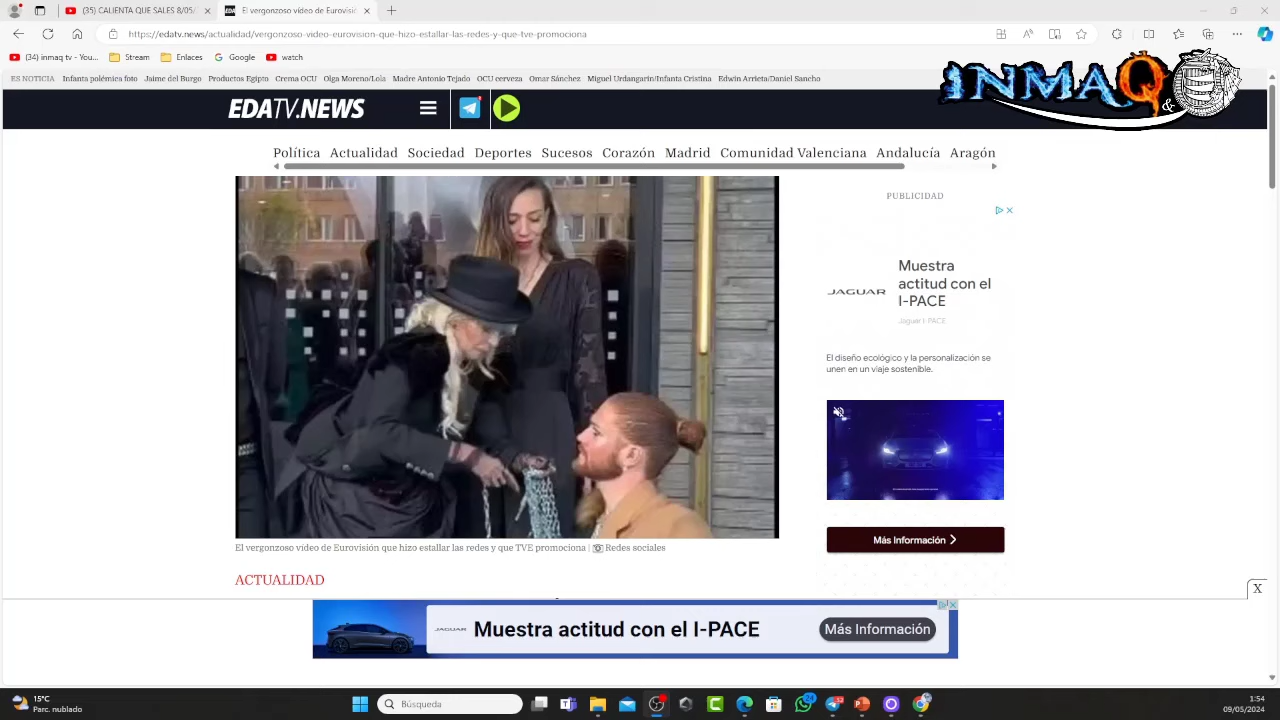 (35) CALIENTA QUE SALES 8/05/
El vergonzoso vídeo de Eurovisi
https://edatv.news/actualidad/vergonzoso-video-eurovision-que-hizo-estallar-las-redes-y-que-tve-promociona
(34) inmaq tv - You...
Stream
Enlaces
Google
watch
ES NOTICIA
Infanta polémica foto
Jaime del Burgo
Productos Egipto
Crema OCU
Olga Moreno/Lola
Madre Antonio Tejado
OCU cerveza
Omar Sánchez
Miguel Urdangarín/Infanta Cristina
Edwin Arrieta/Daniel Sancho
INMAQ &
EDATV.NEWS
Política Actualidad Sociedad Deportes Sucesos Corazón Madrid Comunidad Valenciana Andalucía Aragón
PUBLICIDAD
Muestra
actitud con el
I-PACE
JAGUAR
Jaguar I-PACE
El diseño ecológico y la personalización se
unen en un viaje sostenible.
Más Información
El vergonzoso vídeo de Eurovisión que hizo estallar las redes y que TVE promociona | Redes sociales
ACTUALIDAD
X
JAGUAR Muestra actitud con el I-PACE Más Información
15°C
Parc. nublado
Búsqueda
1:54
09/05/2024